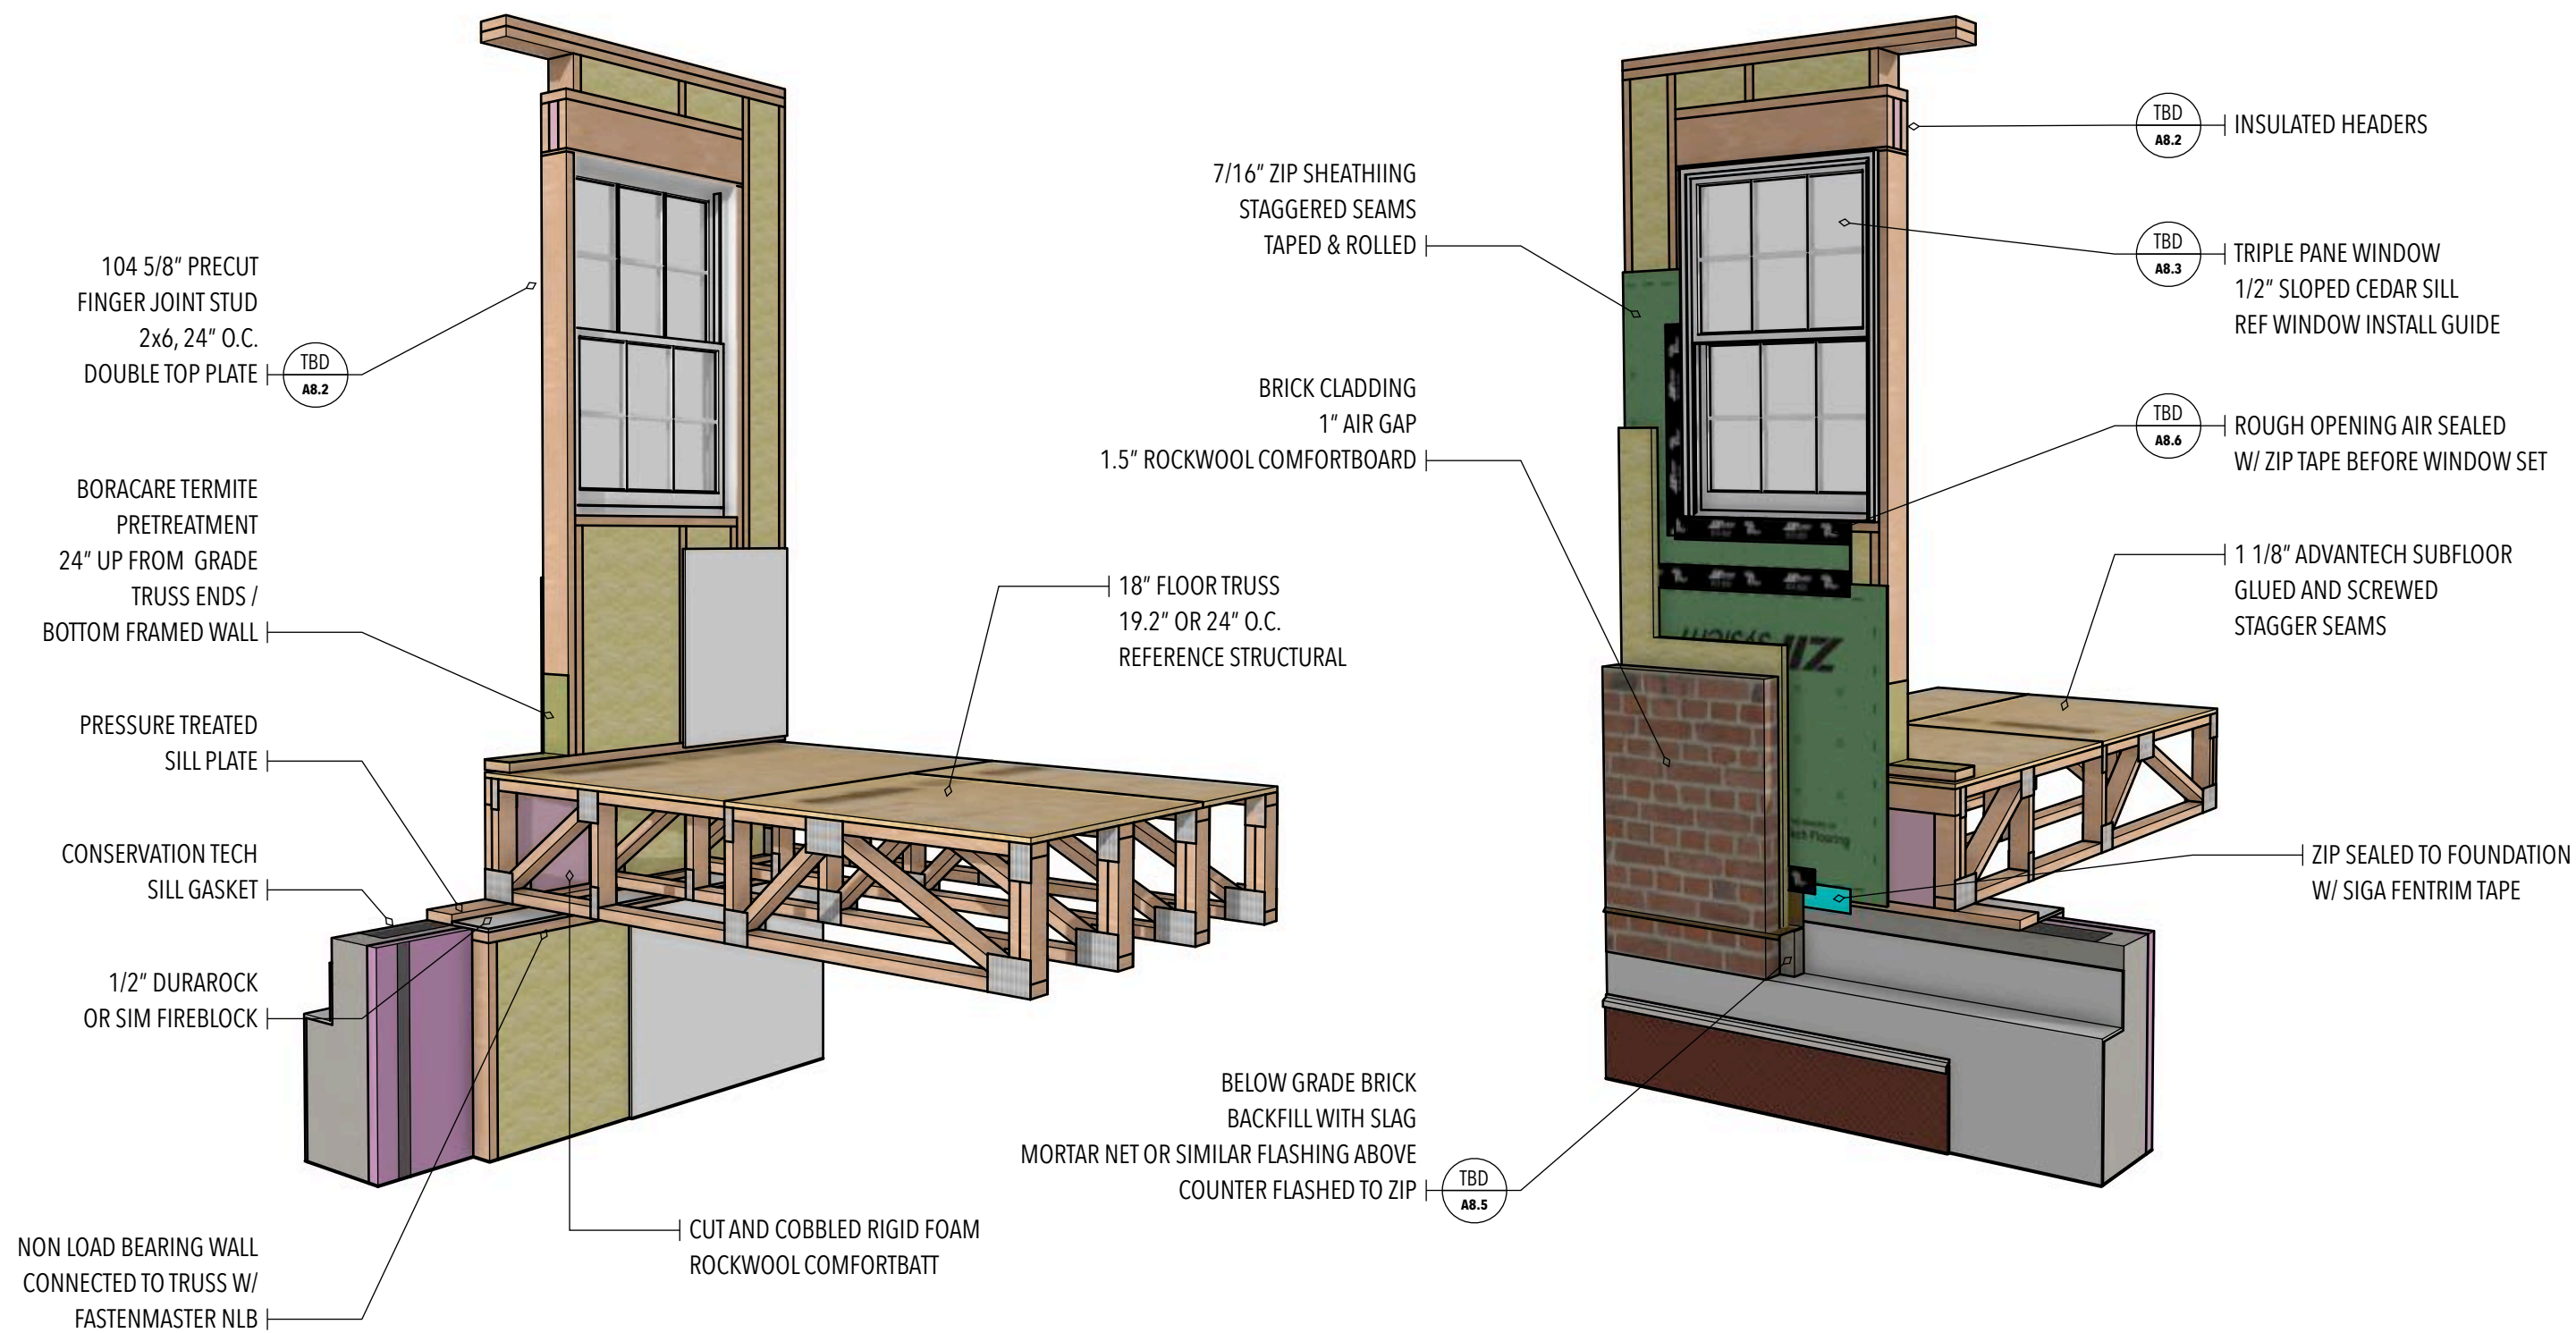 104 5/8" PRECUT
FINGER JOINT STUD
2x6, 24" O.C.
DOUBLE TOP PLATE
TBD
A8.2
BORACARE TERMITE
PRETREATMENT
24" UP FROM GRADE
TRUSS ENDS /
BOTTOM FRAMED WALL
PRESSURE TREATED
SILL PLATE
CONSERVATION TECH
SILL GASKET
1/2" DURAROCK
OR SIM FIREBLOCK
NON LOAD BEARING WALL
CONNECTED TO TRUSS W/
FASTENMASTER NLB
CUT AND COBBLED RIGID FOAM
ROCKWOOL COMFORTBATT
18" FLOOR TRUSS
19.2" OR 24" O.C.
REFERENCE STRUCTURAL
7/16" ZIP SHEATHIING
STAGGERED SEAMS
TAPED & ROLLED
BRICK CLADDING
1" AIR GAP
1.5" ROCKWOOL COMFORTBOARD
BELOW GRADE BRICK
BACKFILL WITH SLAG
MORTAR NET OR SIMILAR FLASHING ABOVE
COUNTER FLASHED TO ZIP
TBD
A8.5
TBD
A8.2
INSULATED HEADERS
TBD
A8.3
TRIPLE PANE WINDOW
1/2" SLOPED CEDAR SILL
REF WINDOW INSTALL GUIDE
TBD
A8.6
ROUGH OPENING AIR SEALED
W/ ZIP TAPE BEFORE WINDOW SET
1 1/8" ADVANTECH SUBFLOOR
GLUED AND SCREWED
STAGGER SEAMS
ZIP SEALED TO FOUNDATION
W/ SIGA FENTRIM TAPE
Flooring